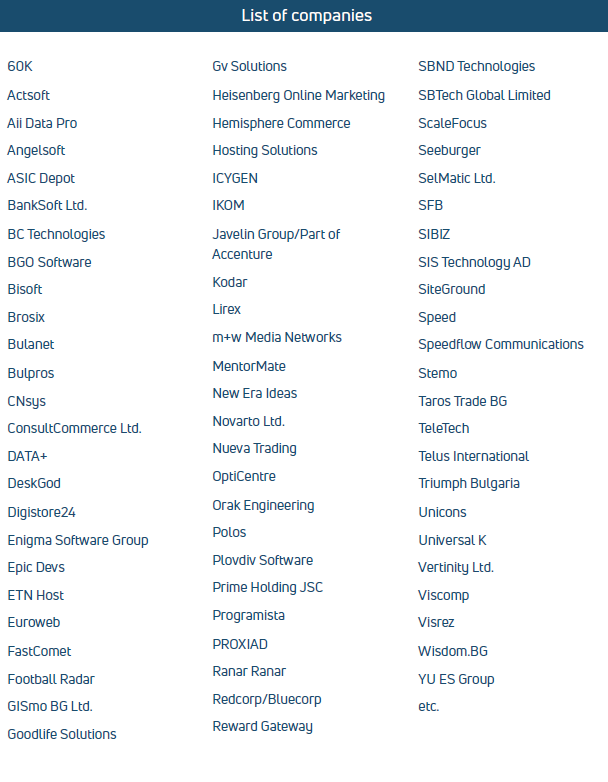 List of companies
60K
Actsoft
Aii Data Pro
Angelsoft
ASIC Depot
BankSoft Ltd.
BC Technologies
BGO Software
Bisoft
Brosix
Bulanet
Bulpros
CNsys
ConsultCommerce Ltd.
DATA+
DeskGod
Digistore24
Enigma Software Group
Epic Devs
ETN Host
Euroweb
FastComet
Football Radar
GISmo BG Ltd.
Goodlife Solutions
Gv Solutions
Heisenberg Online Marketing
Hemisphere Commerce
Hosting Solutions
ICYGEN
IKOM
Javelin Group/Part of
Accenture
Kodar
Lirex
m+w Media Networks
MentorMate
New Era Ideas
Novarto Ltd.
Nueva Trading
OptiCentre
Orak Engineering
Polos
Plovdiv Software
Prime Holding JSC
Programista
PROXIAD
Ranar Ranar
Redcorp/Bluecorp
Reward Gateway
SBND Technologies
SBTech Global Limited
ScaleFocus
Seeburger
SelMatic Ltd.
SFB
SIBIZ
SIS Technology AD
SiteGround
Speed
Speedflow Communications
Stemo
Taros Trade BG
TeleTech
Telus International
Triumph Bulgaria
Unicons
Universal K
Vertinity Ltd.
Viscomp
Visrez
Wisdom.BG
YU ES Group
etc.